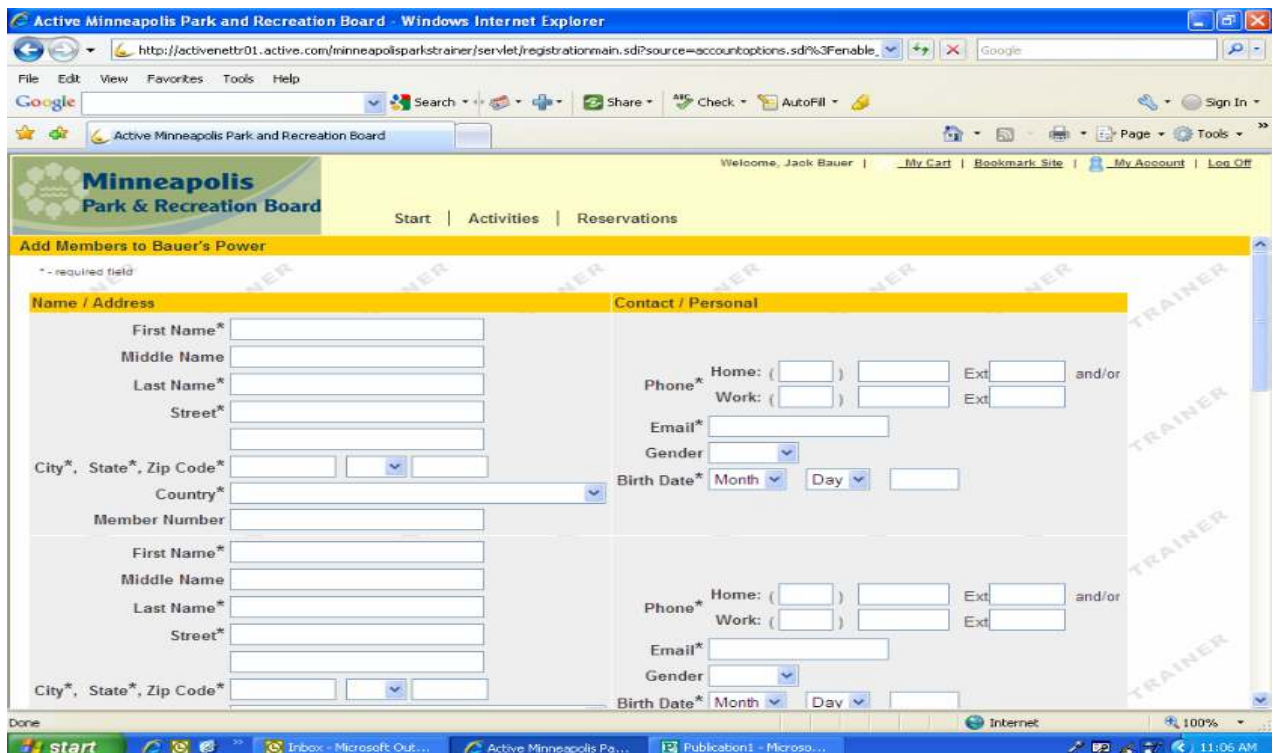 Active Minneapolis Park and Recreation Board - Windows Internet Explorer
http://activenettr01.active.com/minneapolisparkstrainer/servlet/registrationmain.sdi?source=accountoptions.sdi%3Fenable_
Google
File Edit View Favorites Tools Help
Google Search Share Check AutoFill Sign In
Active Minneapolis Park and Recreation Board Page Tools
Welcome, Jack Bauer | My Cart | Bookmark Site | My Account | Log Off
Minneapolis
Park & Recreation Board
Start | Activities | Reservations
Add Members to Bauer's Power
* - required field
Name / Address Contact / Personal
First Name*
Middle Name
Last Name*
Street*
City*, State*, Zip Code*
Country*
Member Number
Phone* Home: ( ) Ext and/or
Work: ( ) Ext
Email*
Gender
Birth Date* Month Day
First Name*
Middle Name
Last Name*
Street*
City*, State*, Zip Code*
Phone* Home: ( ) Ext and/or
Work: ( ) Ext
Email*
Gender
Birth Date* Month Day
TRAINER
TRAINER
TRAINER
TRAINER
Done Internet 100%
start Inbox - Microsoft Out... Active Minneapolis Pa... Publication1 - Microso... 11:06 AM